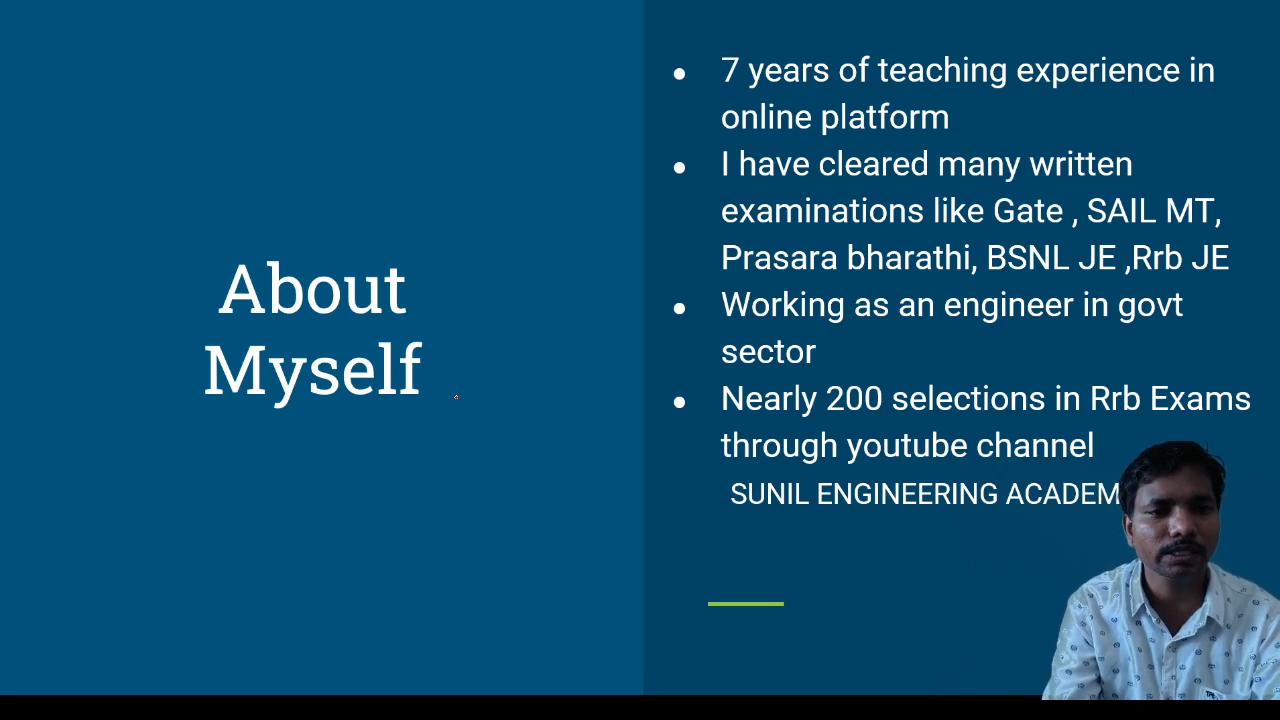 About
Myself
7 years of teaching experience in
online platform
I have cleared many written
examinations like Gate , SAIL MT,
Prasara bharathi, BSNL JE ,Rrb JE
Working as an engineer in govt
sector
Nearly 200 selections in Rrb Exams
through youtube channel
SUNIL ENGINEERING ACADEM